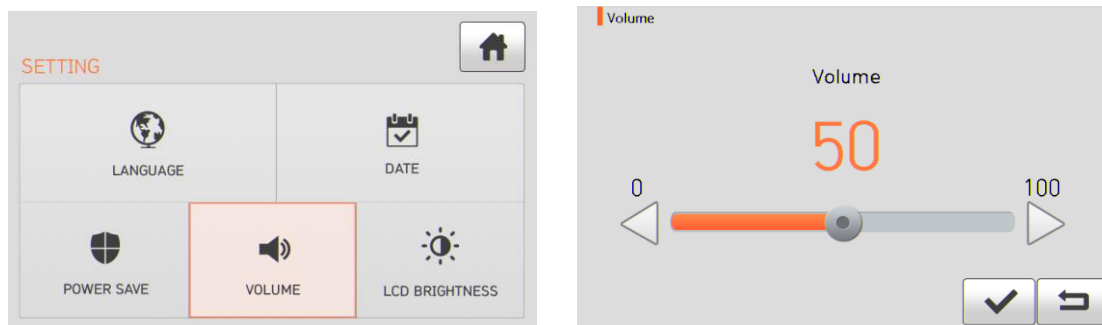 SETTING
LANGUAGE
DATE
POWER SAVE
VOLUME
LCD BRIGHTNESS
Volume
Volume
50
0
100